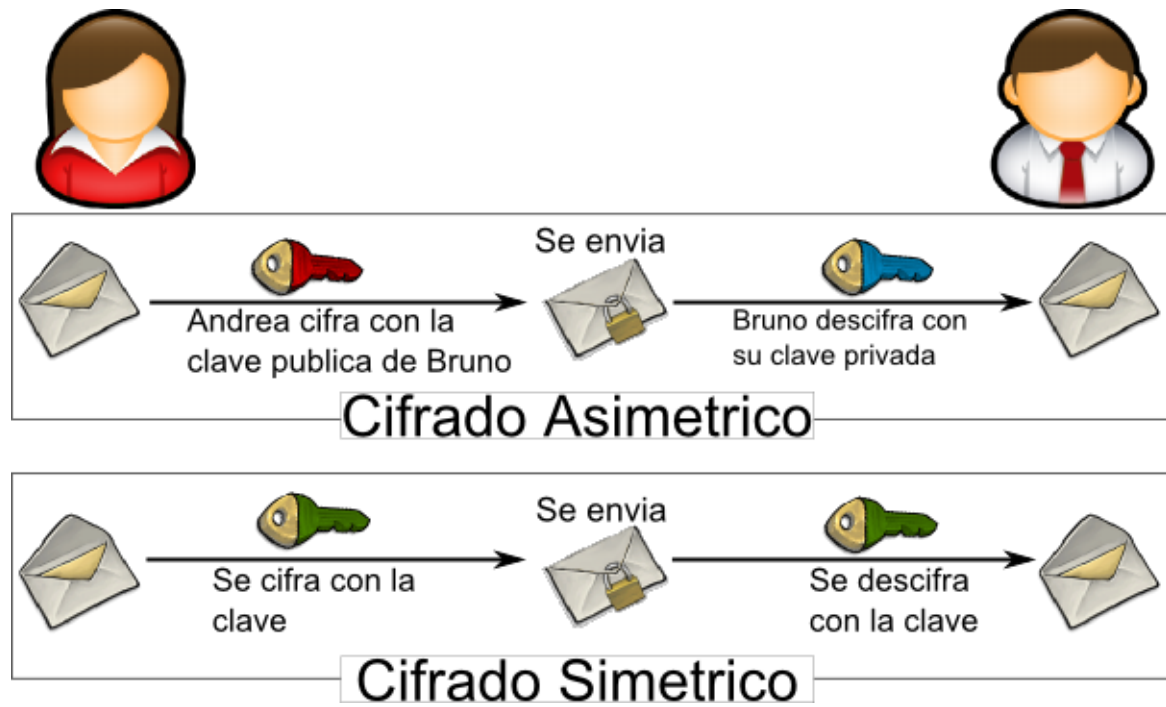 Se envia
Andrea cifra con la
clave publica de Bruno
Bruno descifra con
su clave privada
Cifrado Asimetrico
Se envia
Se cifra con la
clave
Se descifra
con la clave
Cifrado Simetrico